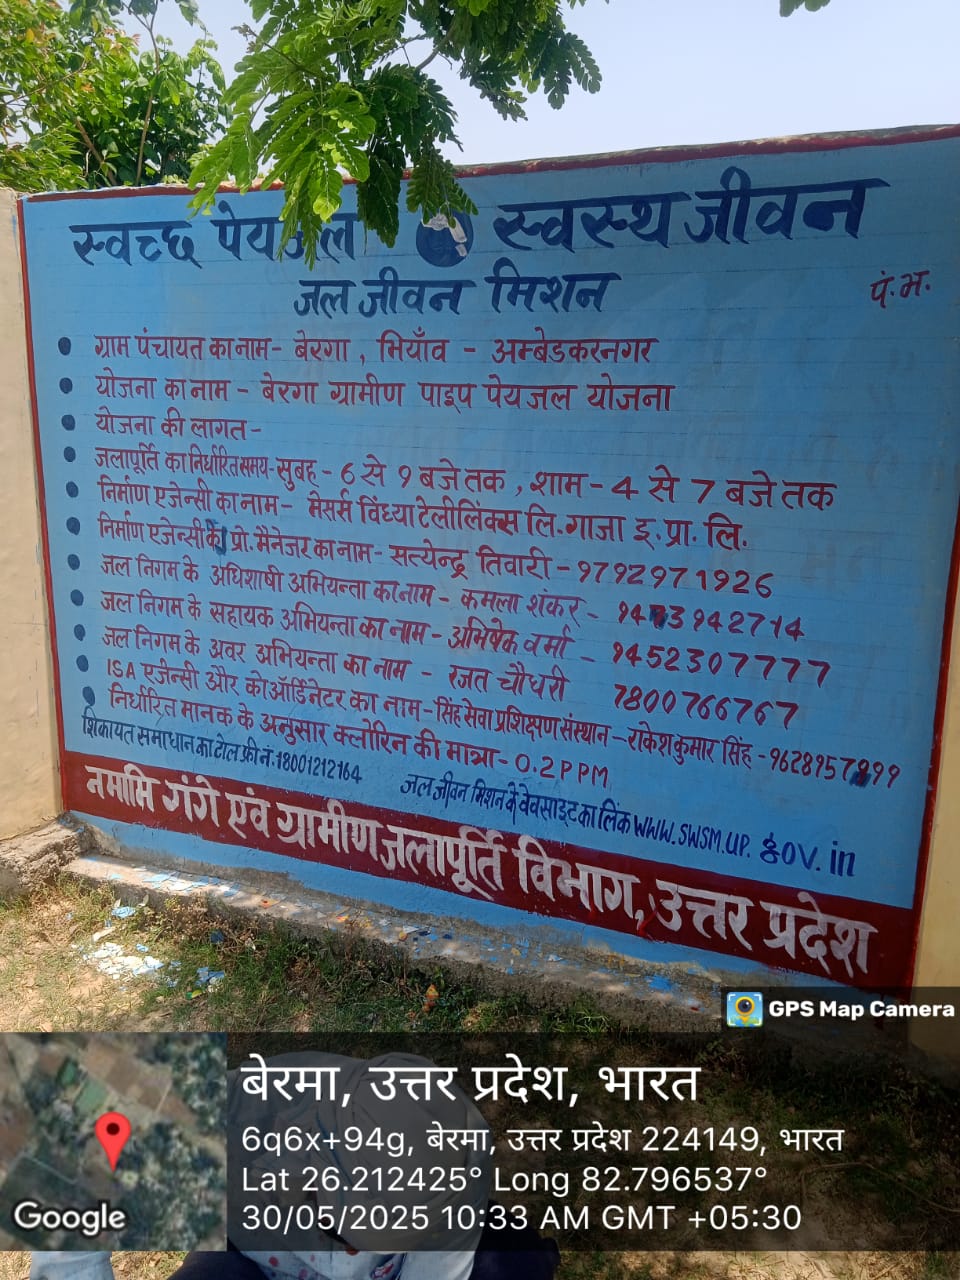 स्वच्छ पेयजल स्वस्थ जीवन
जल जीवन मिशन
पं.भ.
ग्राम पंचायत का नाम- बेरगा, भियाँव - अम्बेडकरनगर
योजना का नाम - बेरगा ग्रामीण पाइप पेयजल योजना
योजना की लागत-
जलापूर्ति का निर्धारित समय- सुबह - 6 से 9 बजे तक, शाम - 4 से 7 बजे तक
निर्माण एजेन्सी का नाम- मेसर्स विंध्या टेलीलिंक्स लि. गाजा इ. प्रा. लि.
निर्माण एजेन्सी के प्रो. मैनेजर का नाम- सत्येन्द्र तिवारी - 9792971926
जल निगम के अधिशाषी अभियन्ता का नाम - कमला शंकर - 9473942714
जल निगम के सहायक अभियन्ता का नाम - अभिषेक वर्मा - 9452307777
जल निगम के अवर अभियन्ता का नाम - रजत चौधरी 7800766767
ISA एजेन्सी और कोऑर्डिनेटर का नाम- सिंह सेवा प्रशिक्षण संस्थान - राकेश कुमार सिंह -
निर्धारित मानक के अनुसार क्लोरिन की मात्रा- 0.2 PPM
शिकायत समाधान का टोल फ्री नं:18001212164
जल जीवन मिशन के वेवसाइट का लिंक WWW.SWSM.UP.gov.in
नमामि गंगे एंव ग्रामीण जलापूर्ति विभाग, उत्तर प्रदेश
GPS Map Camera
बेरमा, उत्तर प्रदेश, भारत
6q6x+94g, बेरमा, उत्तर प्रदेश 224149, भारत
Lat 26.212425° Long 82.796537°
30/05/2025 10:33 AM GMT +05:30
Google